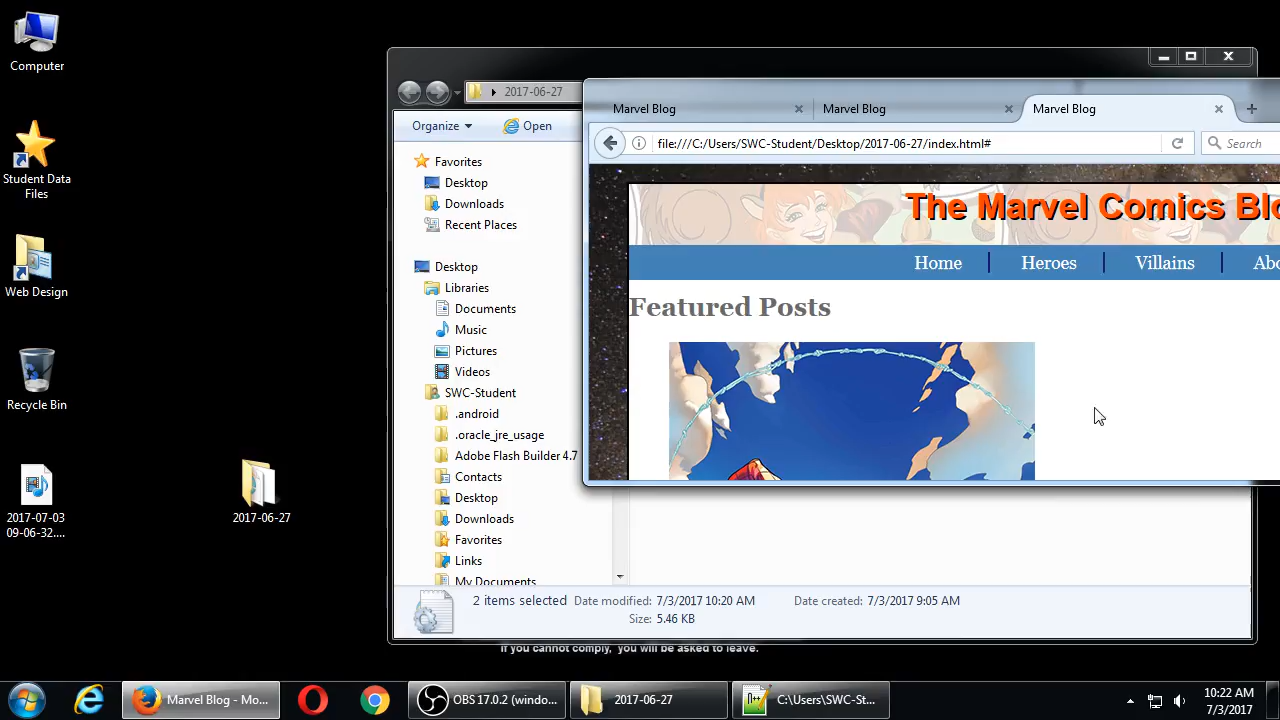 Computer
Student Data
Files
Web Design
Recycle Bin
2017-07-03
09-06-32....
2017-06-27
2017-06-27
Organize
Open
Favorites
Desktop
Downloads
Recent Places
Desktop
Libraries
Documents
Music
Pictures
Videos
SWC-Student
.android
.oracle_jre_usage
Adobe Flash Builder 4.7
Contacts
Desktop
Downloads
Favorites
Links
My Documents
2 items selected Date modified: 7/3/2017 10:20 AM Date created: 7/3/2017 9:05 AM
Size: 5.46 KB
Marvel Blog Marvel Blog Marvel Blog
file:///C:/Users/SWC-Student/Desktop/2017-06-27/index.html#
Search
The Marvel Comics Blo
Home Heroes Villains Abo
Featured Posts
If you cannot comply, you will be asked to leave.
Marvel Blog - Mo...
OBS 17.0.2 (windo...
2017-06-27
C:\Users\SWC-St...
10:22 AM
7/3/2017